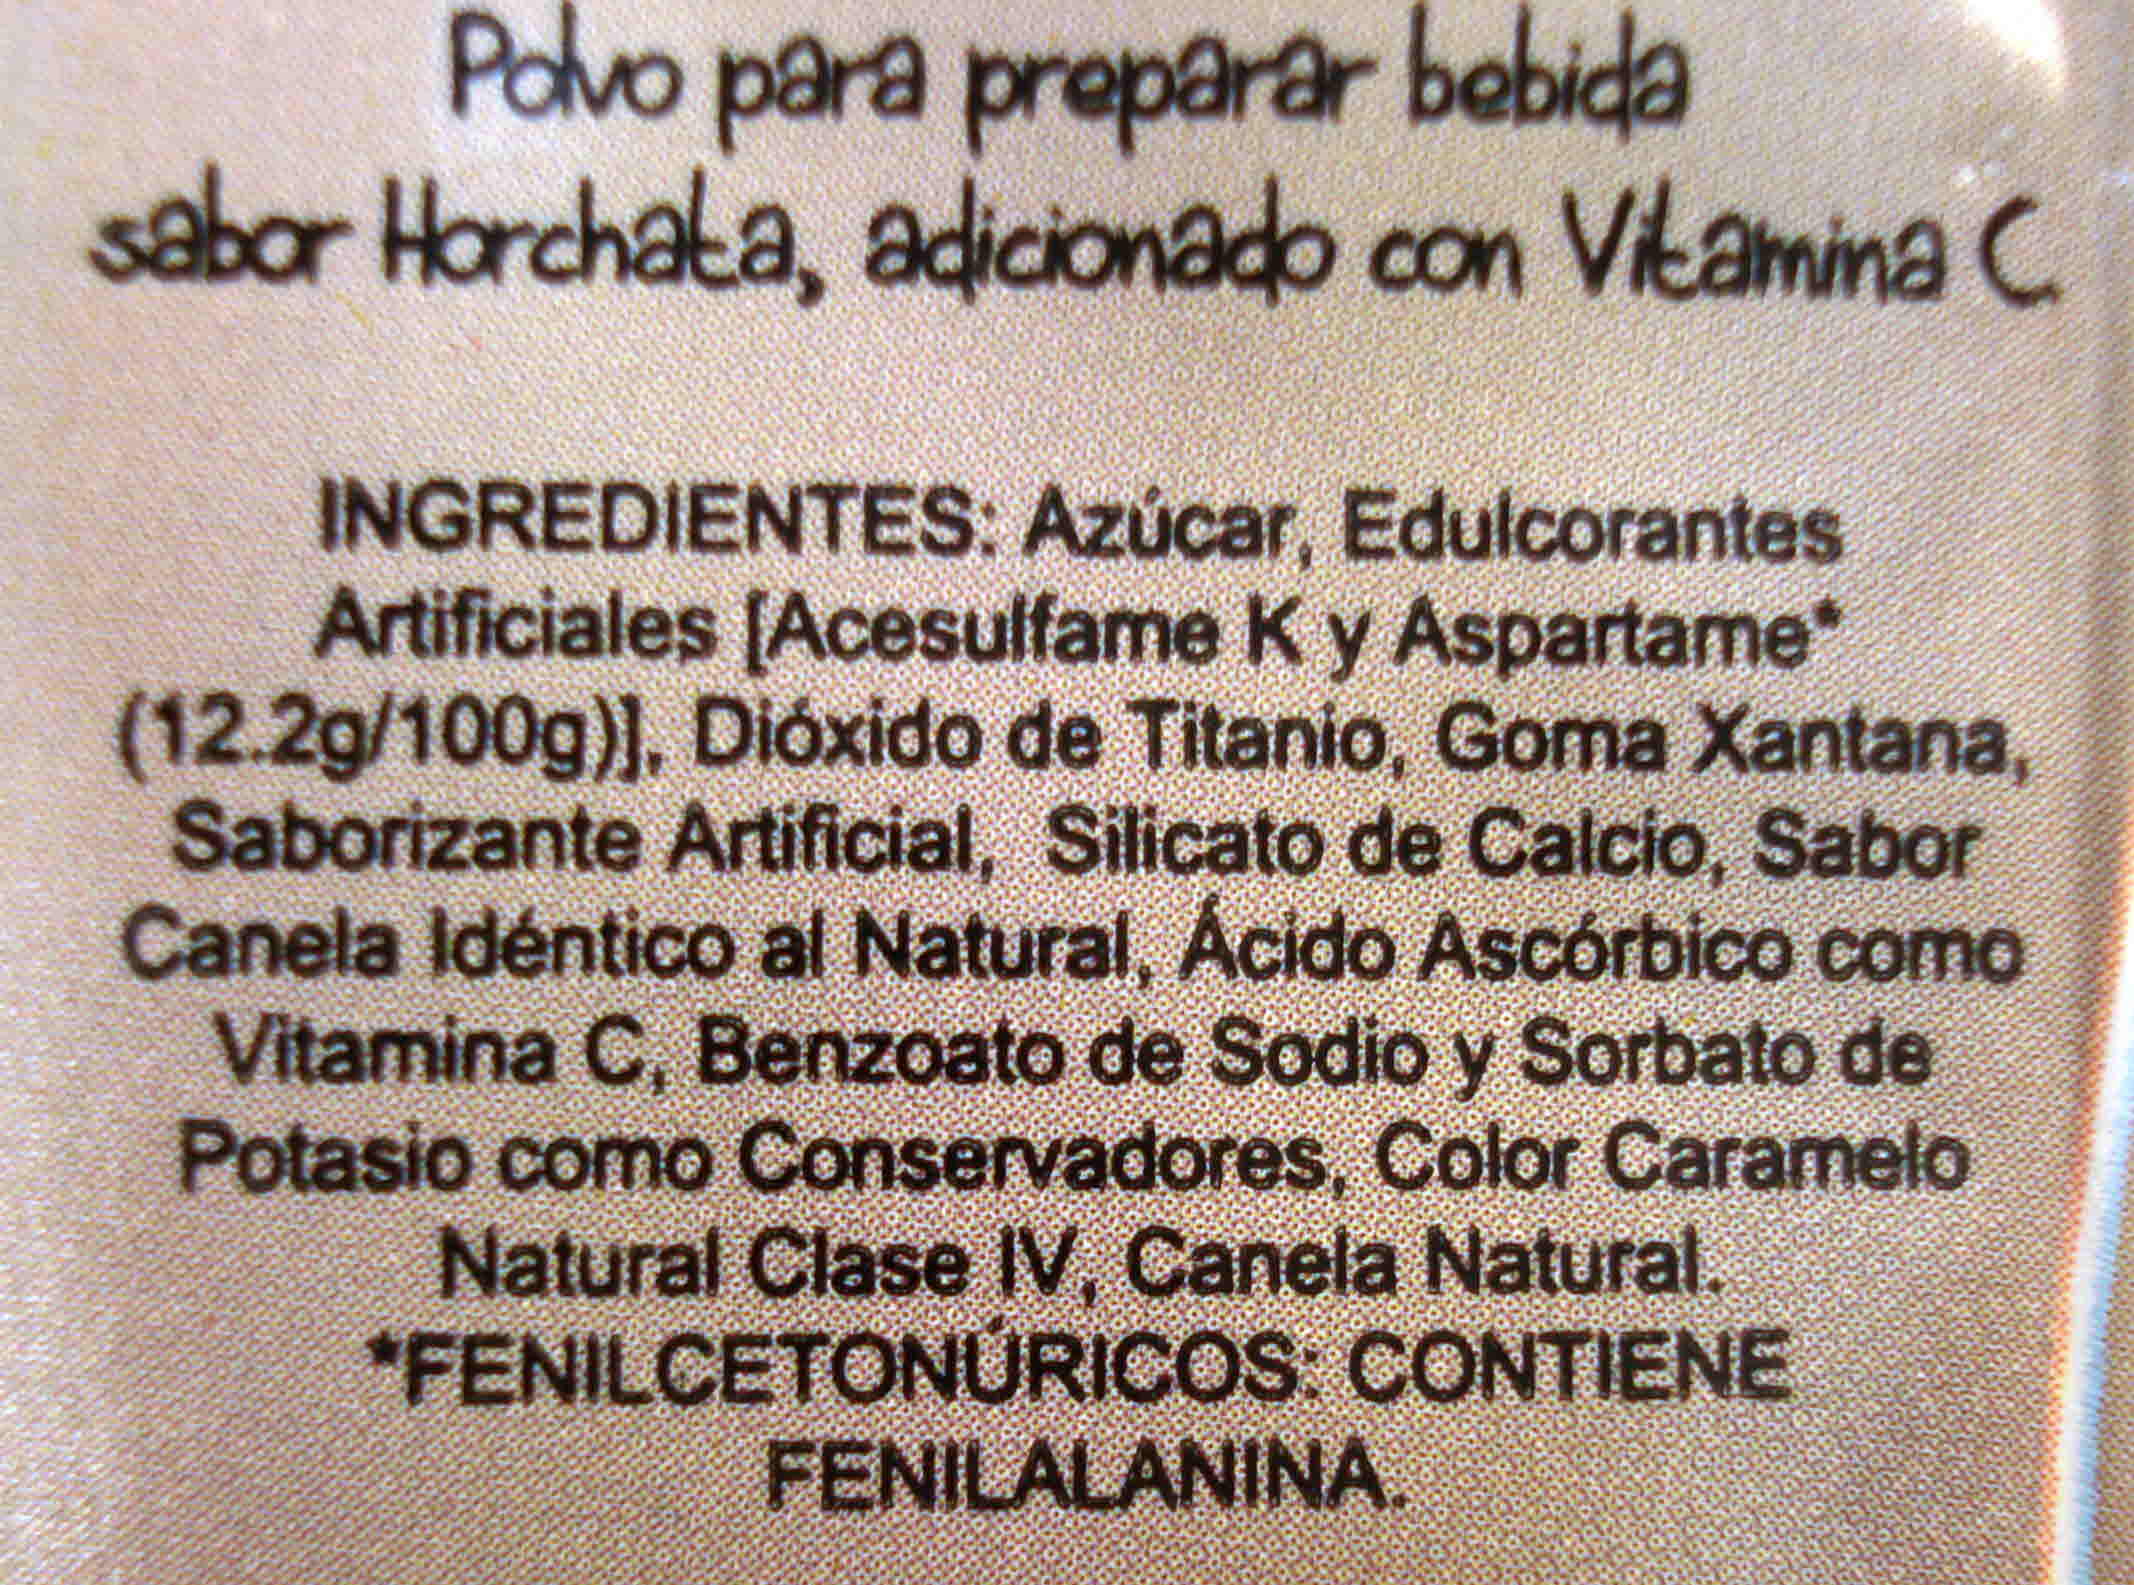 Polvo para preparar bebida
sabor Horchata, adicionado con Vitamina C.
INGREDIENTES: Azúcar, Edulcorantes
Artificiales [Acesulfame K y Aspartame*
(12.2g/100g)], Dióxido de Titanio, Goma Xantana,
Saborizante Artificial, Silicato de Calcio, Sabor
Canela Idéntico al Natural, Ácido Ascórbico como
Vitamina C, Benzoato de Sodio y Sorbato de
Potasio como Conservadores, Color Caramelo
Natural Clase IV, Canela Natural.
*FENILCETONÚRICOS: CONTIENE
FENILALANINA.